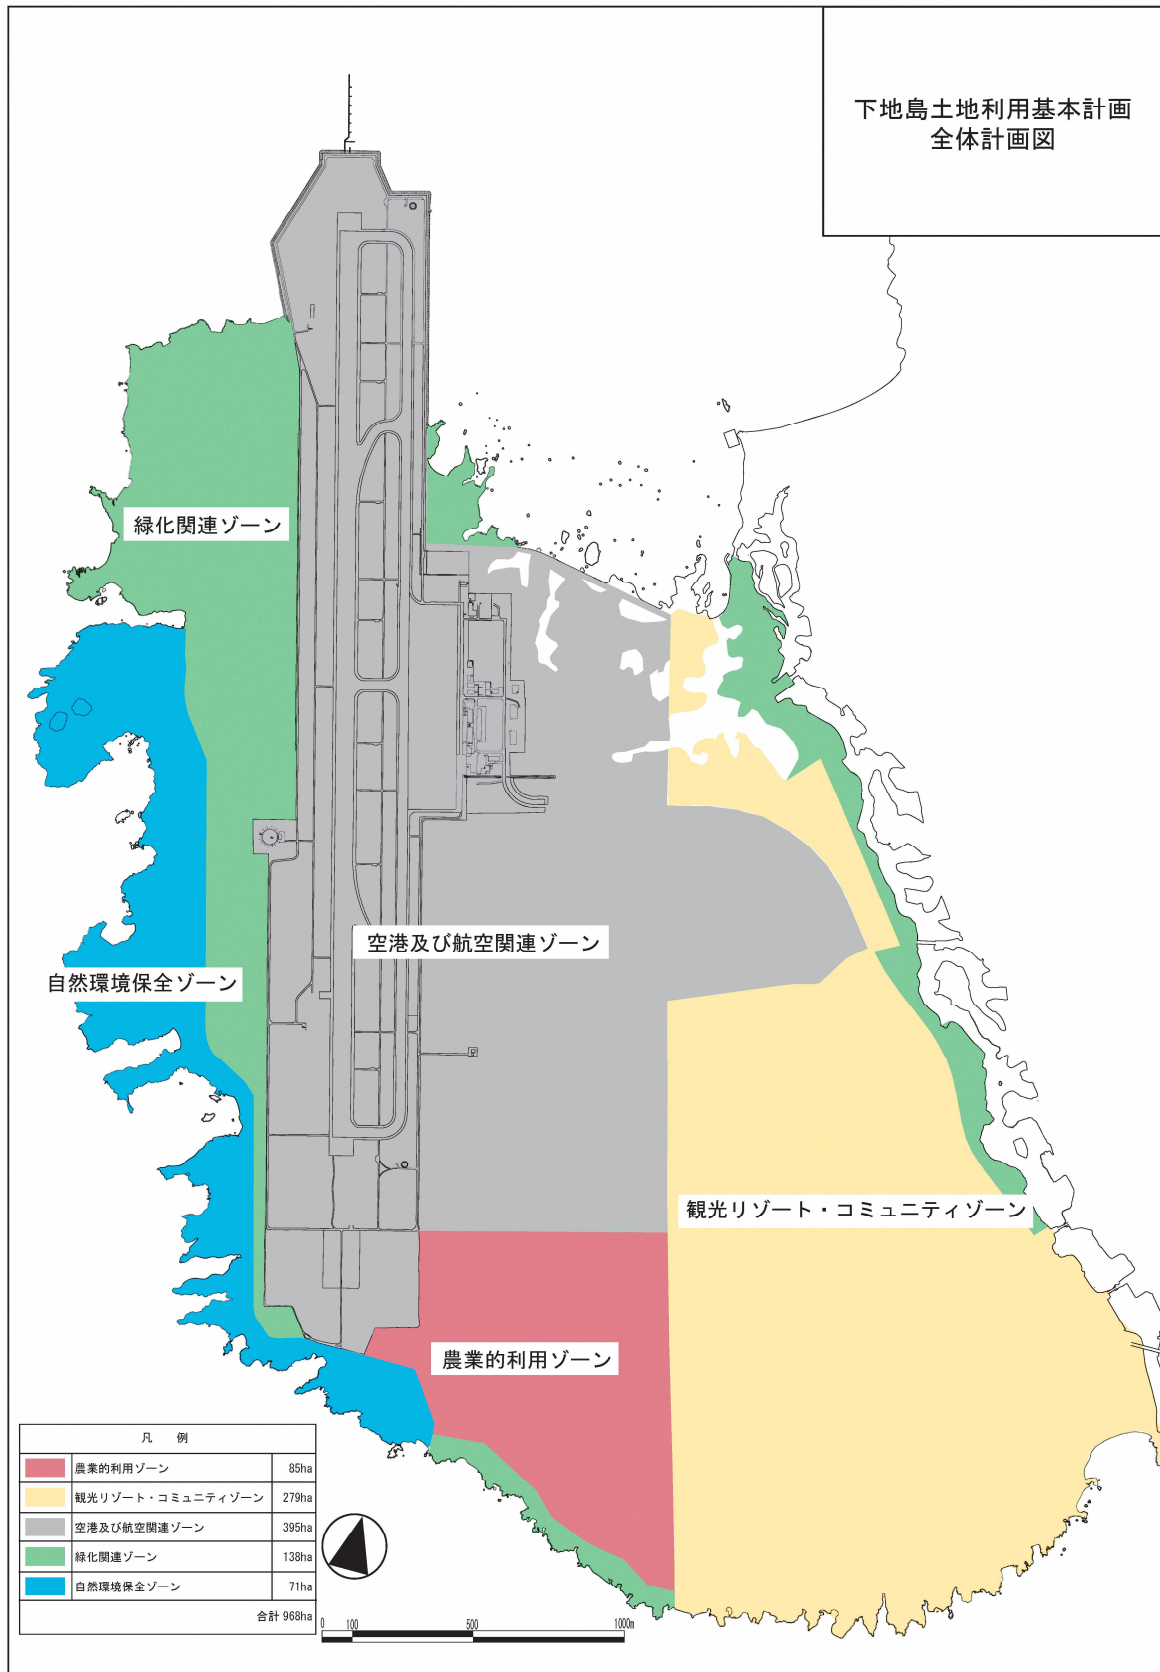 下地島土地利用基本計画
全体計画図
緑化関連ゾーン
空港及び航空関連ゾーン
自然環境保全ゾーン
観光リゾート・コミュニティゾーン
農業的利用ゾーン
凡 例
農業的利用ゾーン 85ha
観光リゾート・コミュニティゾーン 279ha
空港及び航空関連ゾーン 395ha
緑化関連ゾーン 138ha
自然環境保全ゾーン 71ha
合計 968ha
0 100 500 1000m